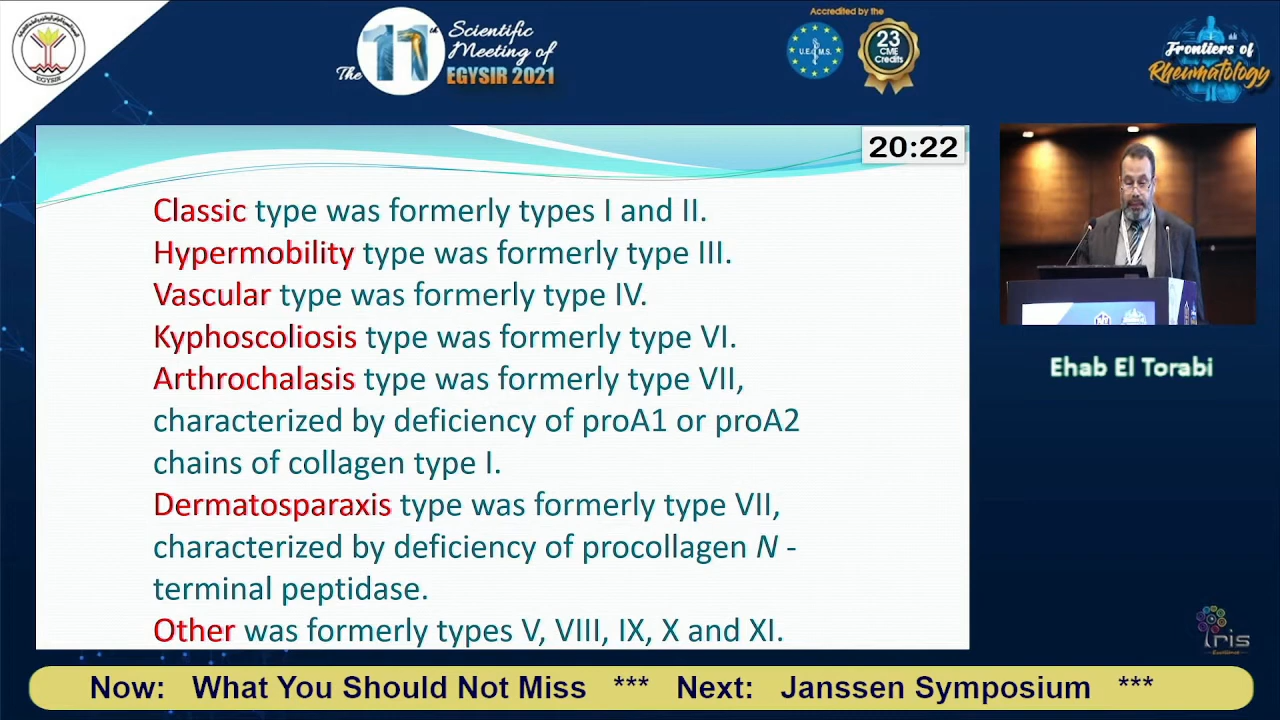 EGYSIR
The 11th
Scientific
Meeting of
EGYSIR 2021
Accredited by the
U.E.M.S.
23
CME
Credits
Frontiers of
Rheumatology
20:22
Classic type was formerly types I and II.
Hypermobility type was formerly type III.
Vascular type was formerly type IV.
Kyphoscoliosis type was formerly type VI.
Arthrochalasis type was formerly type VII,
characterized by deficiency of proA1 or proA2
chains of collagen type I.
Dermatosparaxis type was formerly type VII,
characterized by deficiency of procollagen N -
terminal peptidase.
Other was formerly types V, VIII, IX, X and XI.
Ehab El Torabi
Iris
Now: What You Should Not Miss *** Next: Janssen Symposium ***